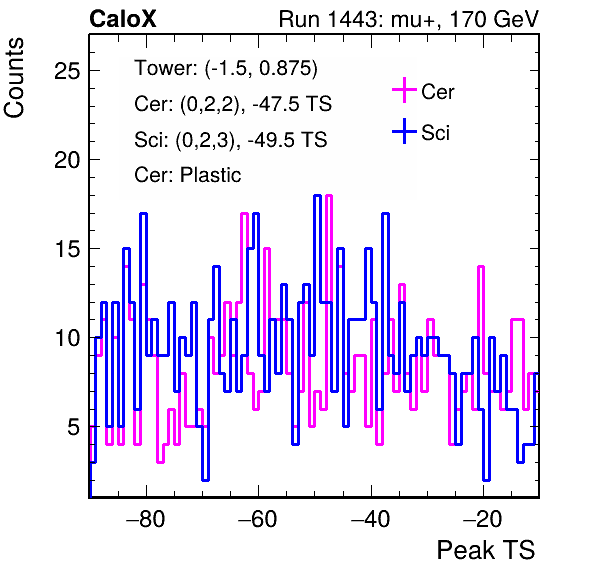 CaloX Run 1443: mu+, 170 GeV
Counts
Tower: (-1.5, 0.875)
Cer: (0,2,2), -47.5 TS
Sci: (0,2,3), -49.5 TS
Cer: Plastic
Cer
Sci
25
20
15
10
5
−80 −60 −40 −20
Peak TS